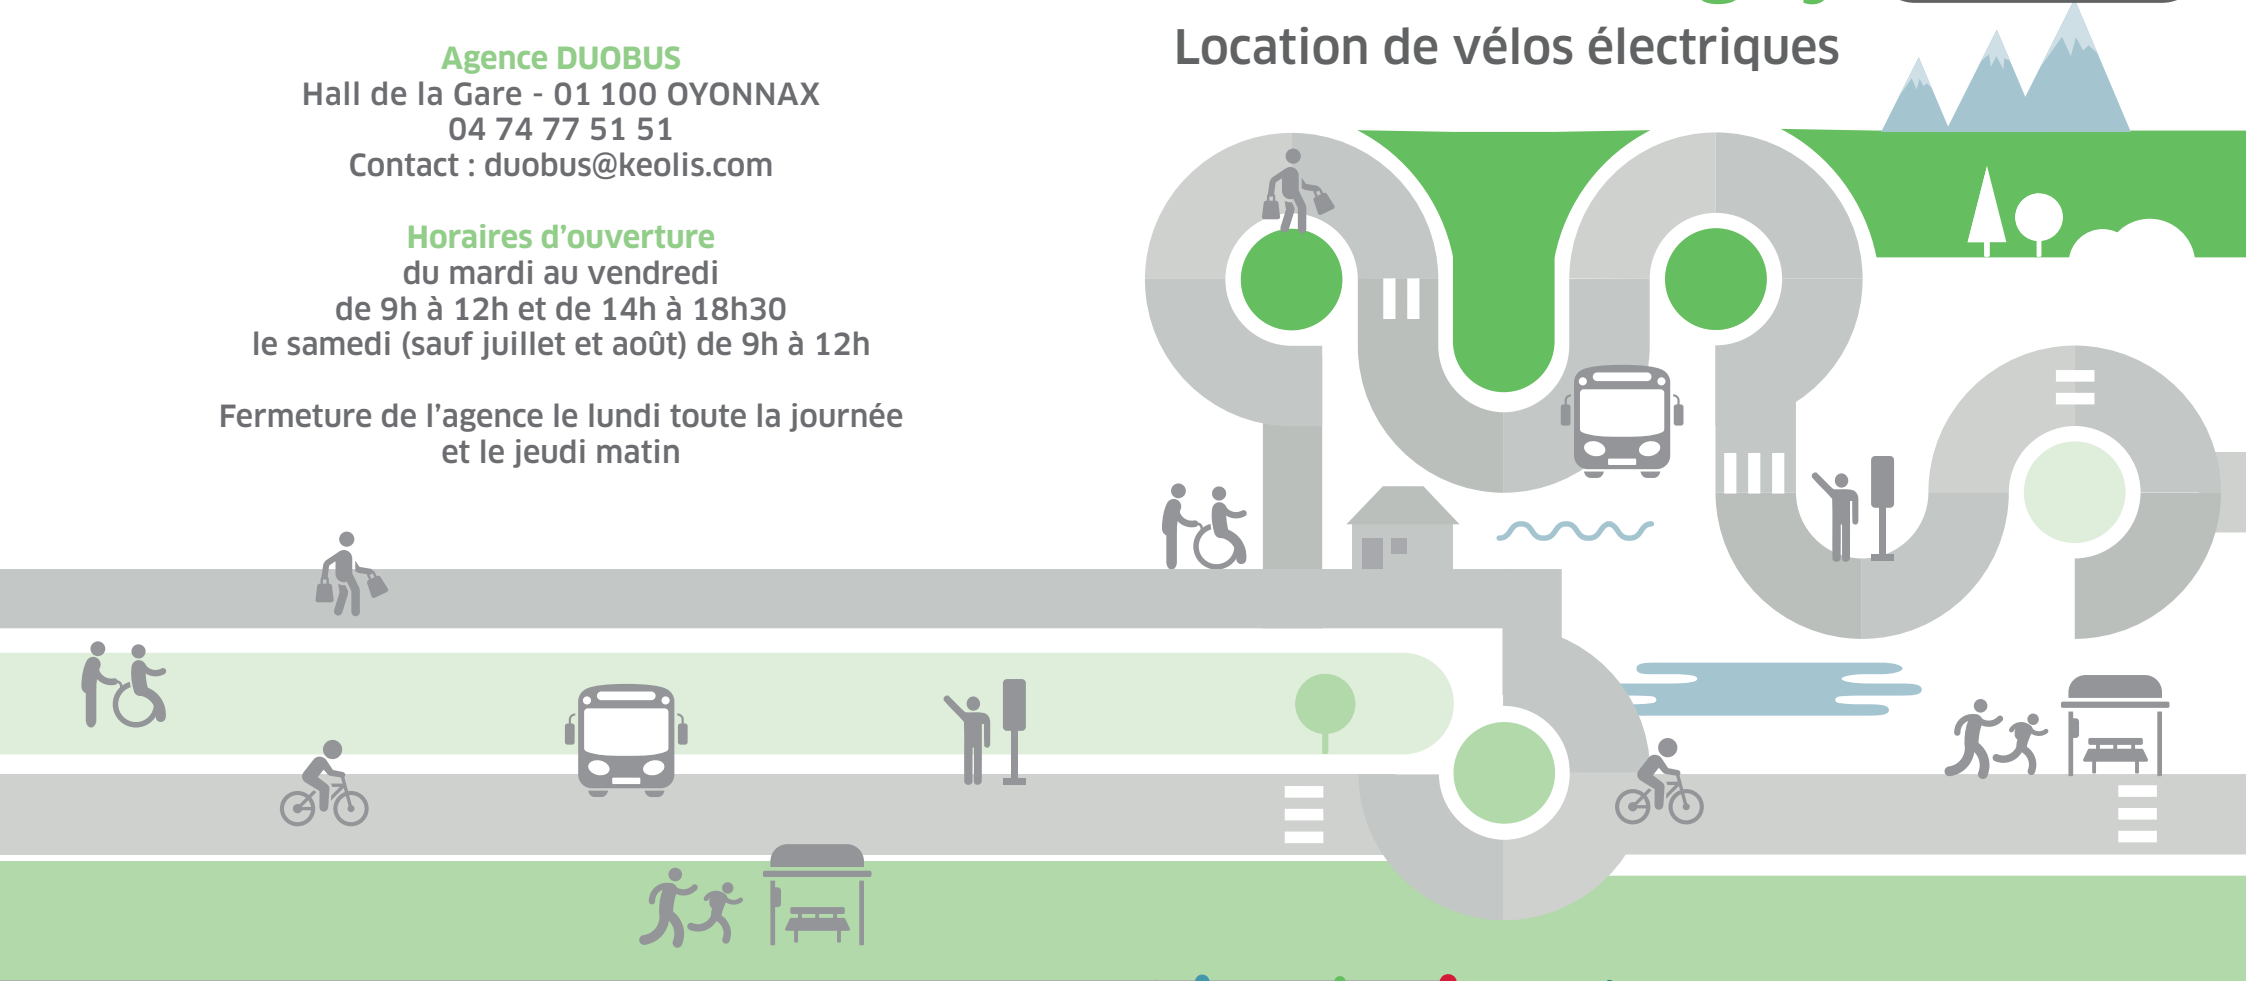 Agence DUOBUS
Hall de la Gare - 01 100 OYONNAX
04 74 77 51 51
Contact : duobus@keolis.com
Horaires d'ouverture
du mardi au vendredi
de 9h à 12h et de 14h à 18h30
le samedi (sauf juillet et août) de 9h à 12h
Fermeture de l'agence le lundi toute la journée
et le jeudi matin
Location de vélos électriques